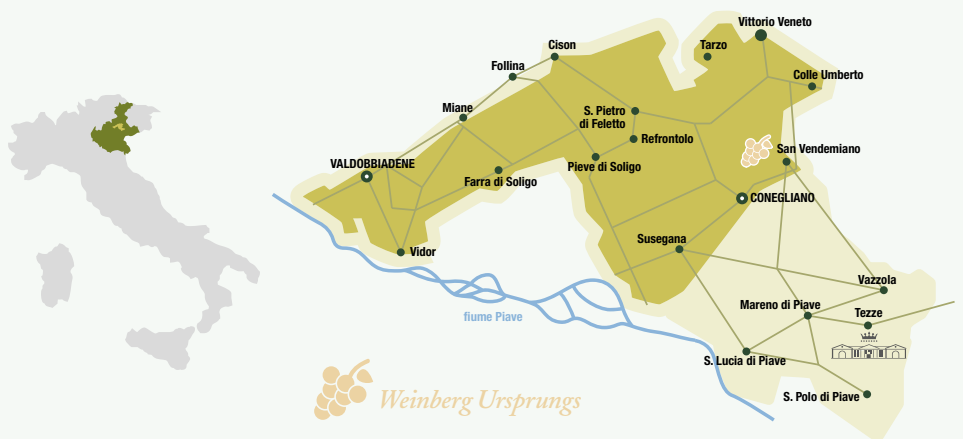 Vittorio Veneto
Cison
Tarzo
Follina
Colle Umberto
Miane
S. Pietro
di Feletto
Refrontolo
San Vendemiano
VALDOBBIADENE
Pieve di Soligo
Farra di Soligo
CONEGLIANO
Susegana
Vidor
Vazzola
Mareno di Piave
Tezze
fiume Piave
S. Lucia di Piave
S. Polo di Piave
Weinberg Ursprungs